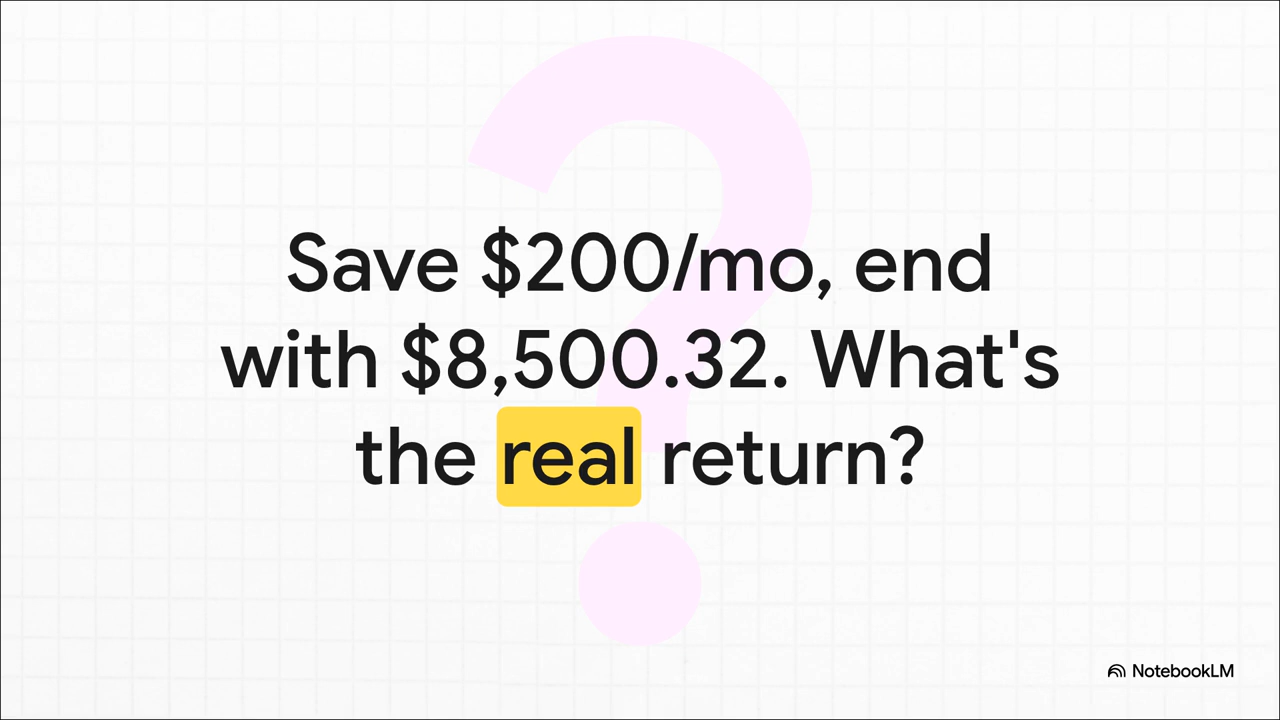 Save $200/mo, end
with $8,500.32. What's
the real return?
NotebookLM